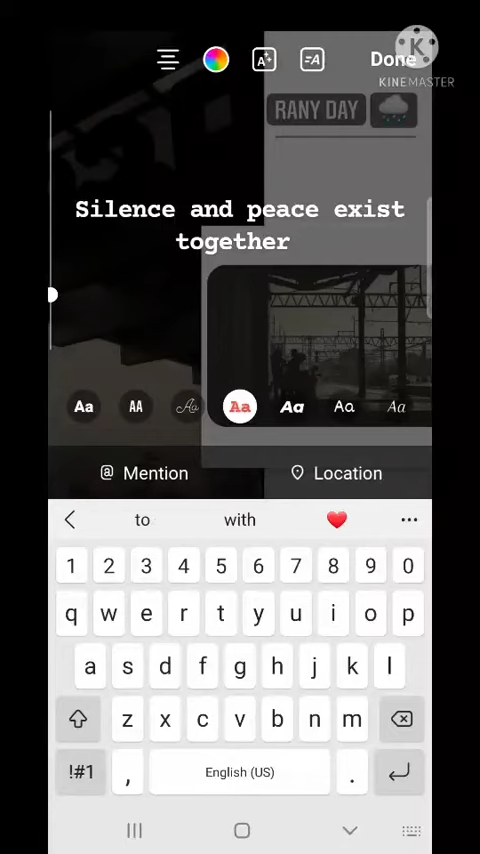 Done
K
KINEMASTER
RANY DAY
Silence and peace exist
together
Aa AA Aa Aa Aa Aa Aa
@ Mention
Location
to with ...
1 2 3 4 5 6 7 8 9 0
q w e r t y u i o p
a s d f g h j k l
z x c v b n m
!#1 , English (US) .